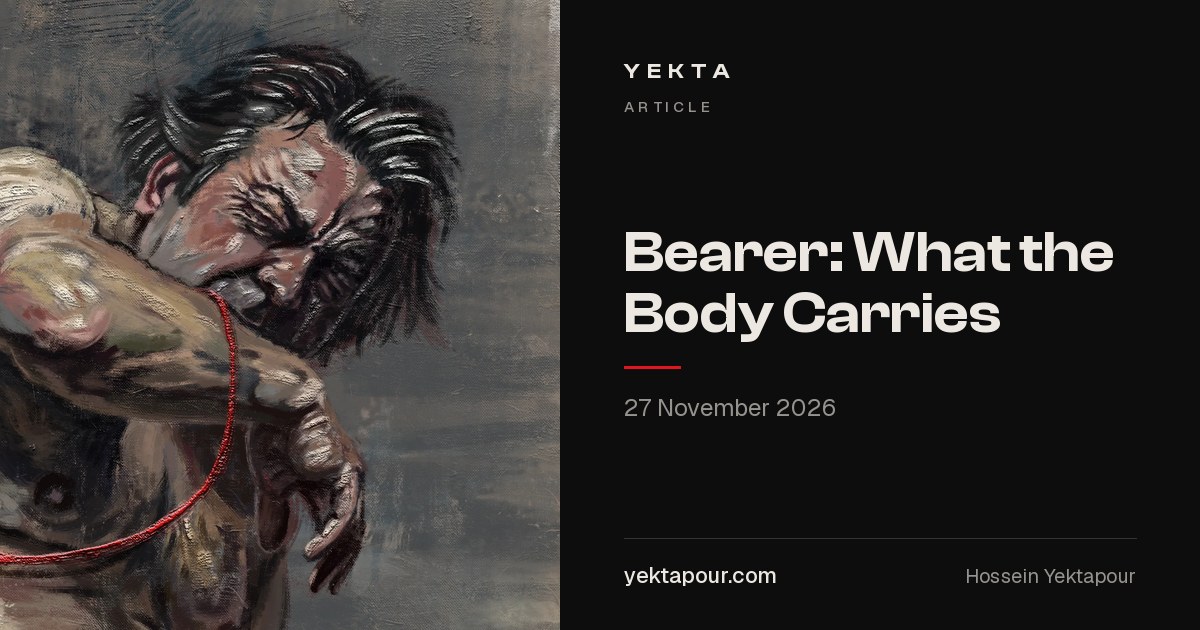 YEKTA
ARTICLE
Bearer: What the
Body Carries
27 November 2026
yektapour.com
Hossein Yektapour